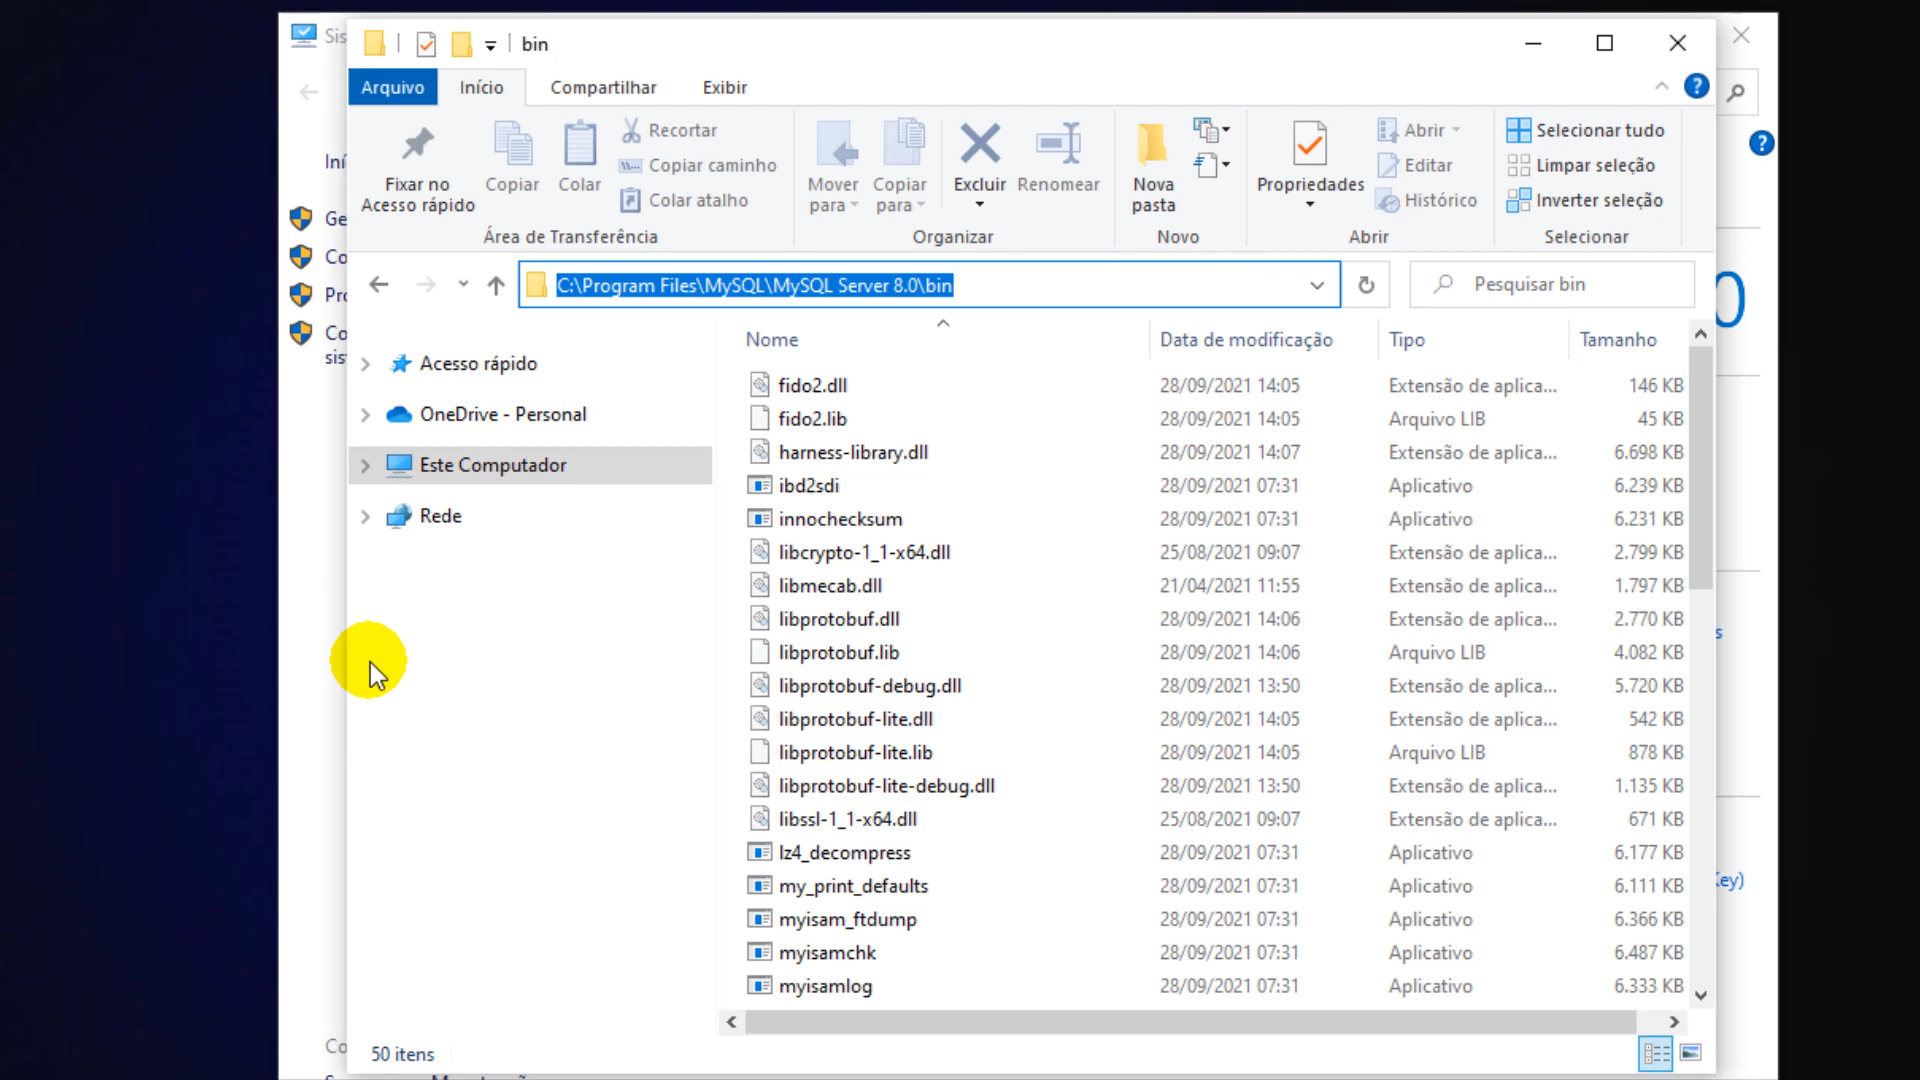 Sis
bin
Arquivo
Início
Compartilhar
Exibir
Iní
Recortar
Copiar caminho
Colar atalho
Fixar no
Acesso rápido
Copiar
Colar
Mover
para
Copiar
para
Excluir
Renomear
Nova
pasta
Propriedades
Abrir
Editar
Histórico
Selecionar tudo
Limpar seleção
Inverter seleção
Área de Transferência
Organizar
Novo
Abrir
Selecionar
Ge
Co
Pro
Co
sis
C:\Program Files\MySQL\MySQL Server 8.0\bin
Pesquisar bin
0
Acesso rápido
OneDrive - Personal
Este Computador
Rede
Nome Data de modificação Tipo Tamanho
fido2.dll 28/09/2021 14:05 Extensão de aplica... 146 KB
fido2.lib 28/09/2021 14:05 Arquivo LIB 45 KB
harness-library.dll 28/09/2021 14:07 Extensão de aplica... 6.698 KB
ibd2sdi 28/09/2021 07:31 Aplicativo 6.239 KB
innochecksum 28/09/2021 07:31 Aplicativo 6.231 KB
libcrypto-1_1-x64.dll 25/08/2021 09:07 Extensão de aplica... 2.799 KB
libmecab.dll 21/04/2021 11:55 Extensão de aplica... 1.797 KB
libprotobuf.dll 28/09/2021 14:06 Extensão de aplica... 2.770 KB
libprotobuf.lib 28/09/2021 14:06 Arquivo LIB 4.082 KB
libprotobuf-debug.dll 28/09/2021 13:50 Extensão de aplica... 5.720 KB
libprotobuf-lite.dll 28/09/2021 14:05 Extensão de aplica... 542 KB
libprotobuf-lite.lib 28/09/2021 14:05 Arquivo LIB 878 KB
libprotobuf-lite-debug.dll 28/09/2021 13:50 Extensão de aplica... 1.135 KB
libssl-1_1-x64.dll 25/08/2021 09:07 Extensão de aplica... 671 KB
lz4_decompress 28/09/2021 07:31 Aplicativo 6.177 KB
my_print_defaults 28/09/2021 07:31 Aplicativo 6.111 KB
myisam_ftdump 28/09/2021 07:31 Aplicativo 6.366 KB
myisamchk 28/09/2021 07:31 Aplicativo 6.487 KB
myisamlog 28/09/2021 07:31 Aplicativo 6.333 KB
s
Key)
Co
50 itens